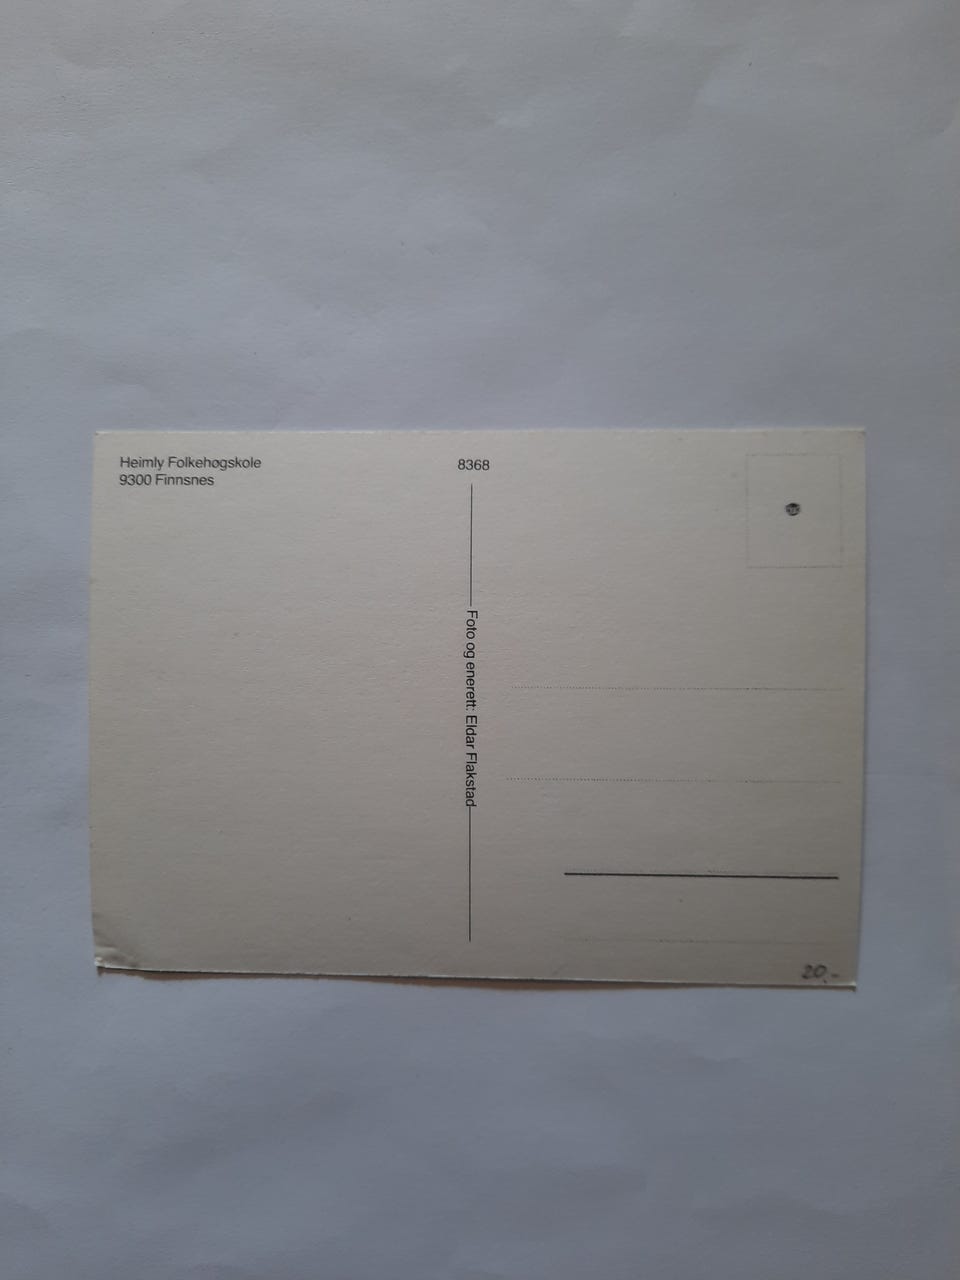 Heimly Folkehøgskole
9300 Finnsnes
8368
Foto og enerett: Eldar Flakstad
20,-